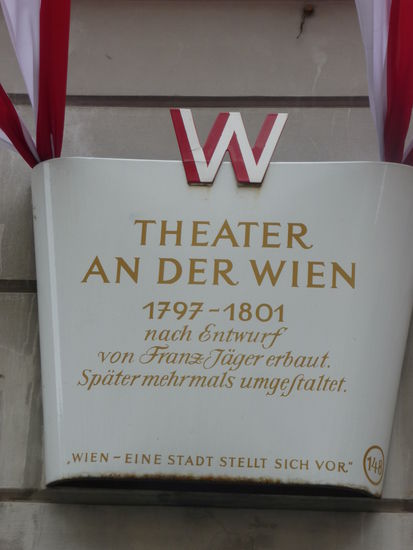 W
THEATER
AN DER WIEN
1797-1801
nach Entwurf
von Franz Jäger erbaut.
Später mehrmals umgestaltet.
„WIEN - EINE STADT STELLT SICH VOR."
148